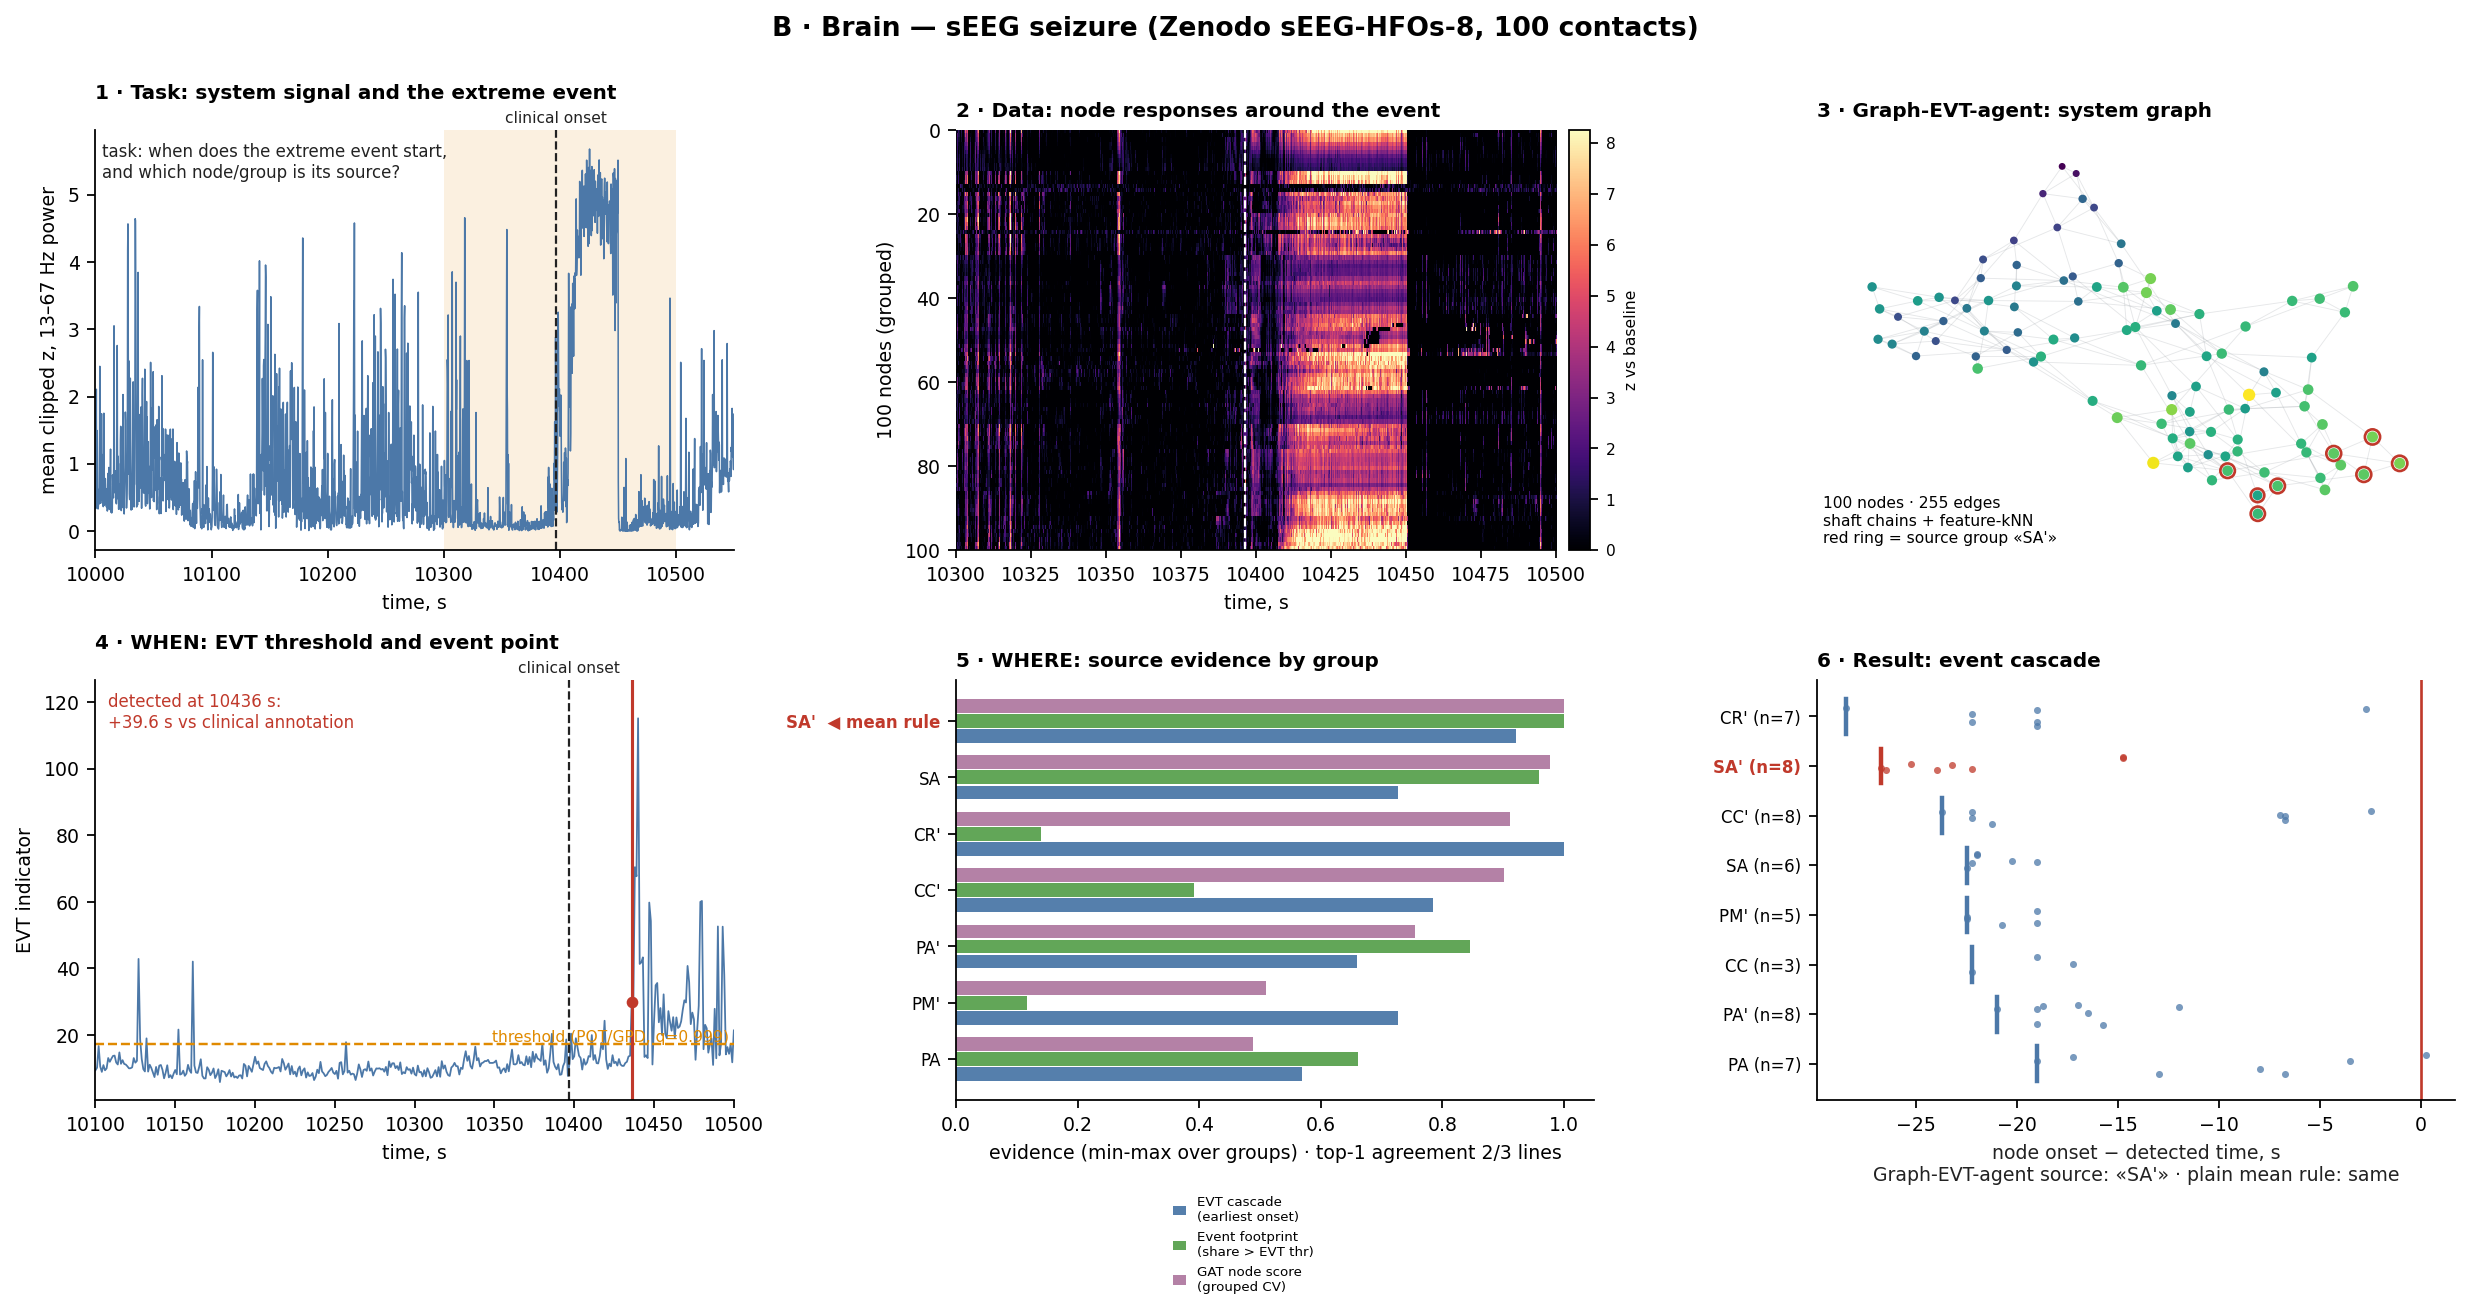 B · Brain — sEEG seizure (Zenodo sEEG-HFOs-8, 100 contacts)
1 · Task: system signal and the extreme event
clinical onset
task: when does the extreme event start,
and which node/group is its source?
mean clipped z, 13–67 Hz power
5
4
3
2
1
0
10000 10100 10200 10300 10400 10500
time, s
2 · Data: node responses around the event
100 nodes (grouped)
0
20
40
60
80
100
10300 10325 10350 10375 10400 10425 10450 10475 10500
time, s
8
7
6
5
4
3
2
1
0
z vs baseline
3 · Graph-EVT-agent: system graph
100 nodes · 255 edges
shaft chains + feature-kNN
red ring = source group «SA'»
4 · WHEN: EVT threshold and event point
clinical onset
detected at 10436 s:
+39.6 s vs clinical annotation
EVT indicator
120
100
80
60
40
20
threshold (POT/GPD,
10100 10150 10200 10250 10300 10350 10400 10450 10500
time, s
5 · WHERE: source evidence by group
SA' ◀ mean rule
SA
CR'
CC'
PA'
PM'
PA
0.0 0.2 0.4 0.6 0.8 1.0
evidence (min-max over groups) · top-1 agreement 2/3 lines
EVT cascade
(earliest onset)
Event footprint
(share > EVT thr)
GAT node score
(grouped CV)
6 · Result: event cascade
CR' (n=7)
SA' (n=8)
CC' (n=8)
SA (n=6)
PM' (n=5)
CC (n=3)
PA' (n=8)
PA (n=7)
−25 −20 −15 −10 −5 0
node onset − detected time, s
Graph-EVT-agent source: «SA'» · plain mean rule: same